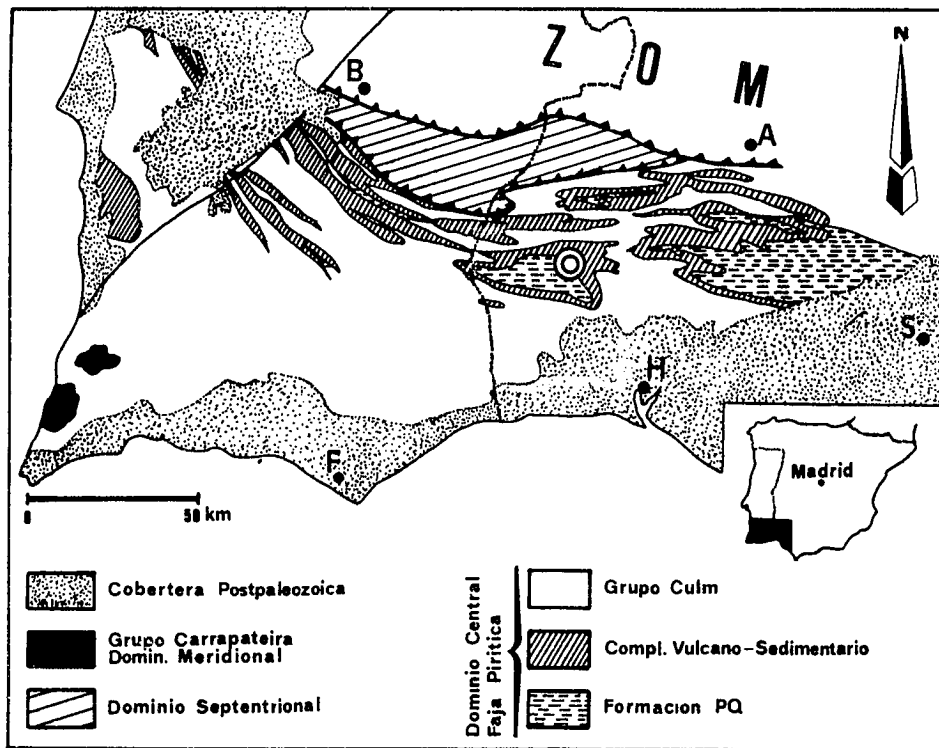 Z O M
N
B
A
S
H
F
0 50 km
Madrid
Cobertera Postpaleozoica
Grupo Carrapateira
Domin. Meridional
Dominio Septentrional
Dominio Central
Faja Piritica
Grupo Culm
Compl. Vulcano-Sedimentario
Formacion PQ